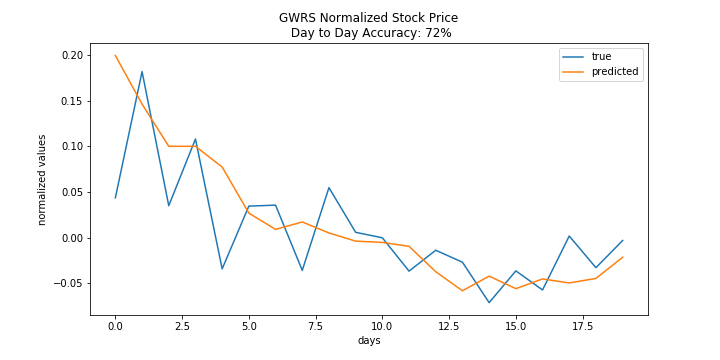 GWRS Normalized Stock Price
Day to Day Accuracy: 72%
true
predicted
normalized values
0.20
0.15
0.10
0.05
0.00
−0.05
0.0
2.5
5.0
7.5
10.0
12.5
15.0
17.5
days